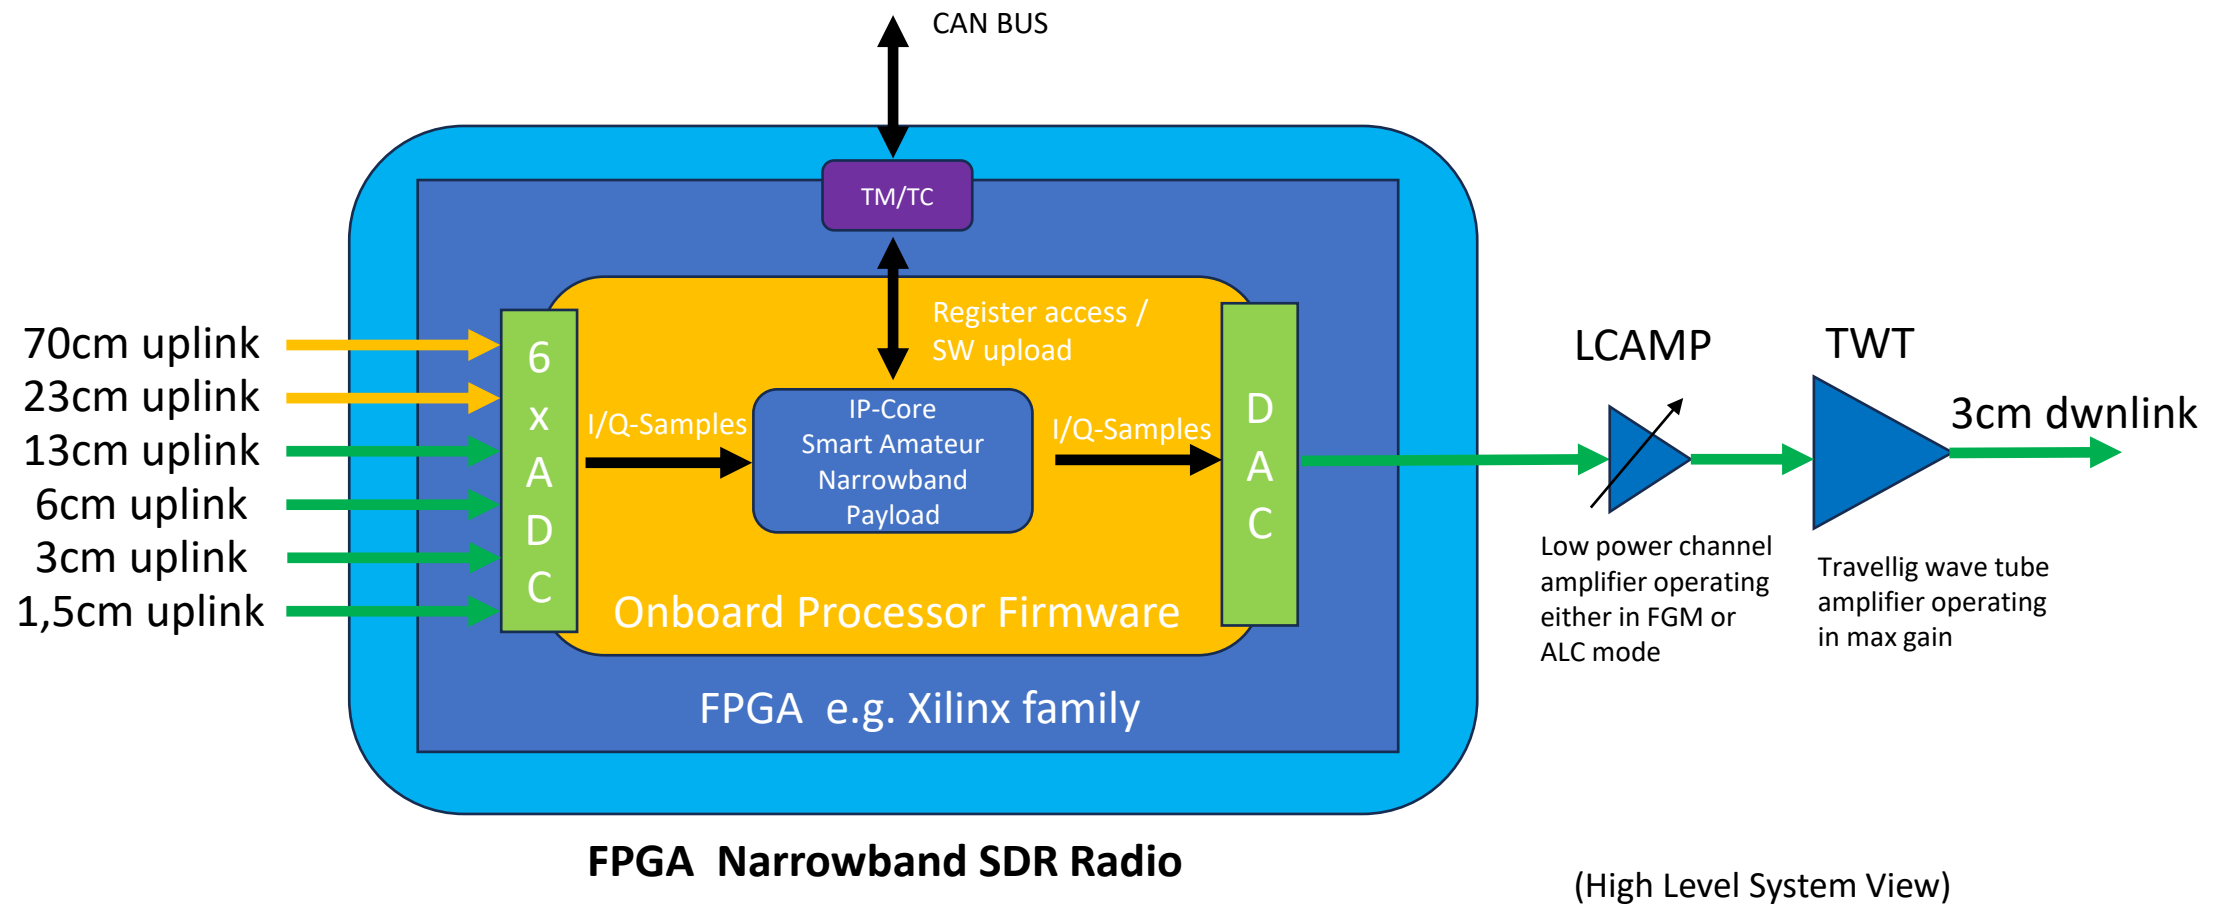 CAN BUS
TM/TC
Register access /
SW upload
70cm uplink
23cm uplink
13cm uplink
6cm uplink
3cm uplink
1,5cm uplink
6
x
A
D
C
I/Q-Samples
IP-Core
Smart Amateur
Narrowband
Payload
I/Q-Samples
D
A
C
Onboard Processor Firmware
FPGA e.g. Xilinx family
LCAMP
TWT
3cm dwnlink
Low power channel
amplifier operating
either in FGM or
ALC mode
Travellig wave tube
amplifier operating
in max gain
FPGA Narrowband SDR Radio
(High Level System View)